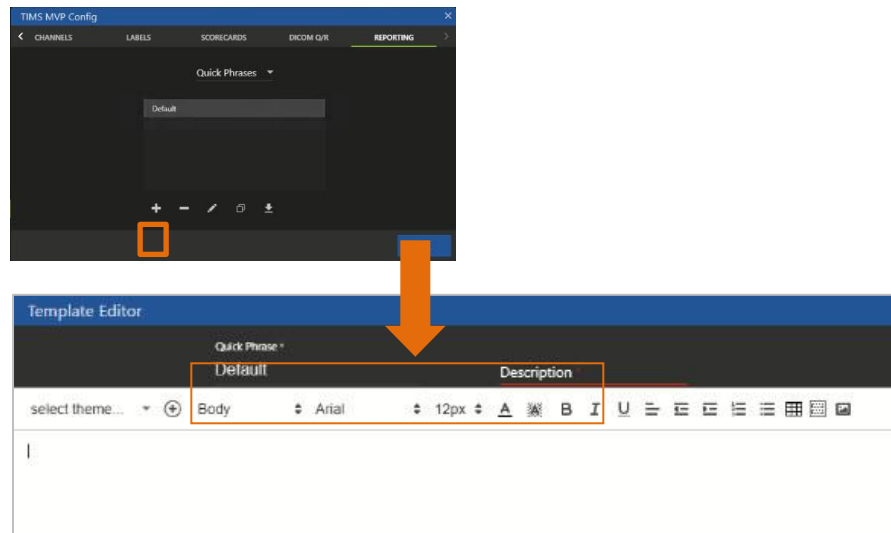 TIMS MVP Config
CHANNELS LABELS SCORECARDS DICOM Q/R REPORTING
Quick Phrases
Default
Template Editor
Quick Phrase *
Default
Description *
select theme... Body Arial 12px A A B I U